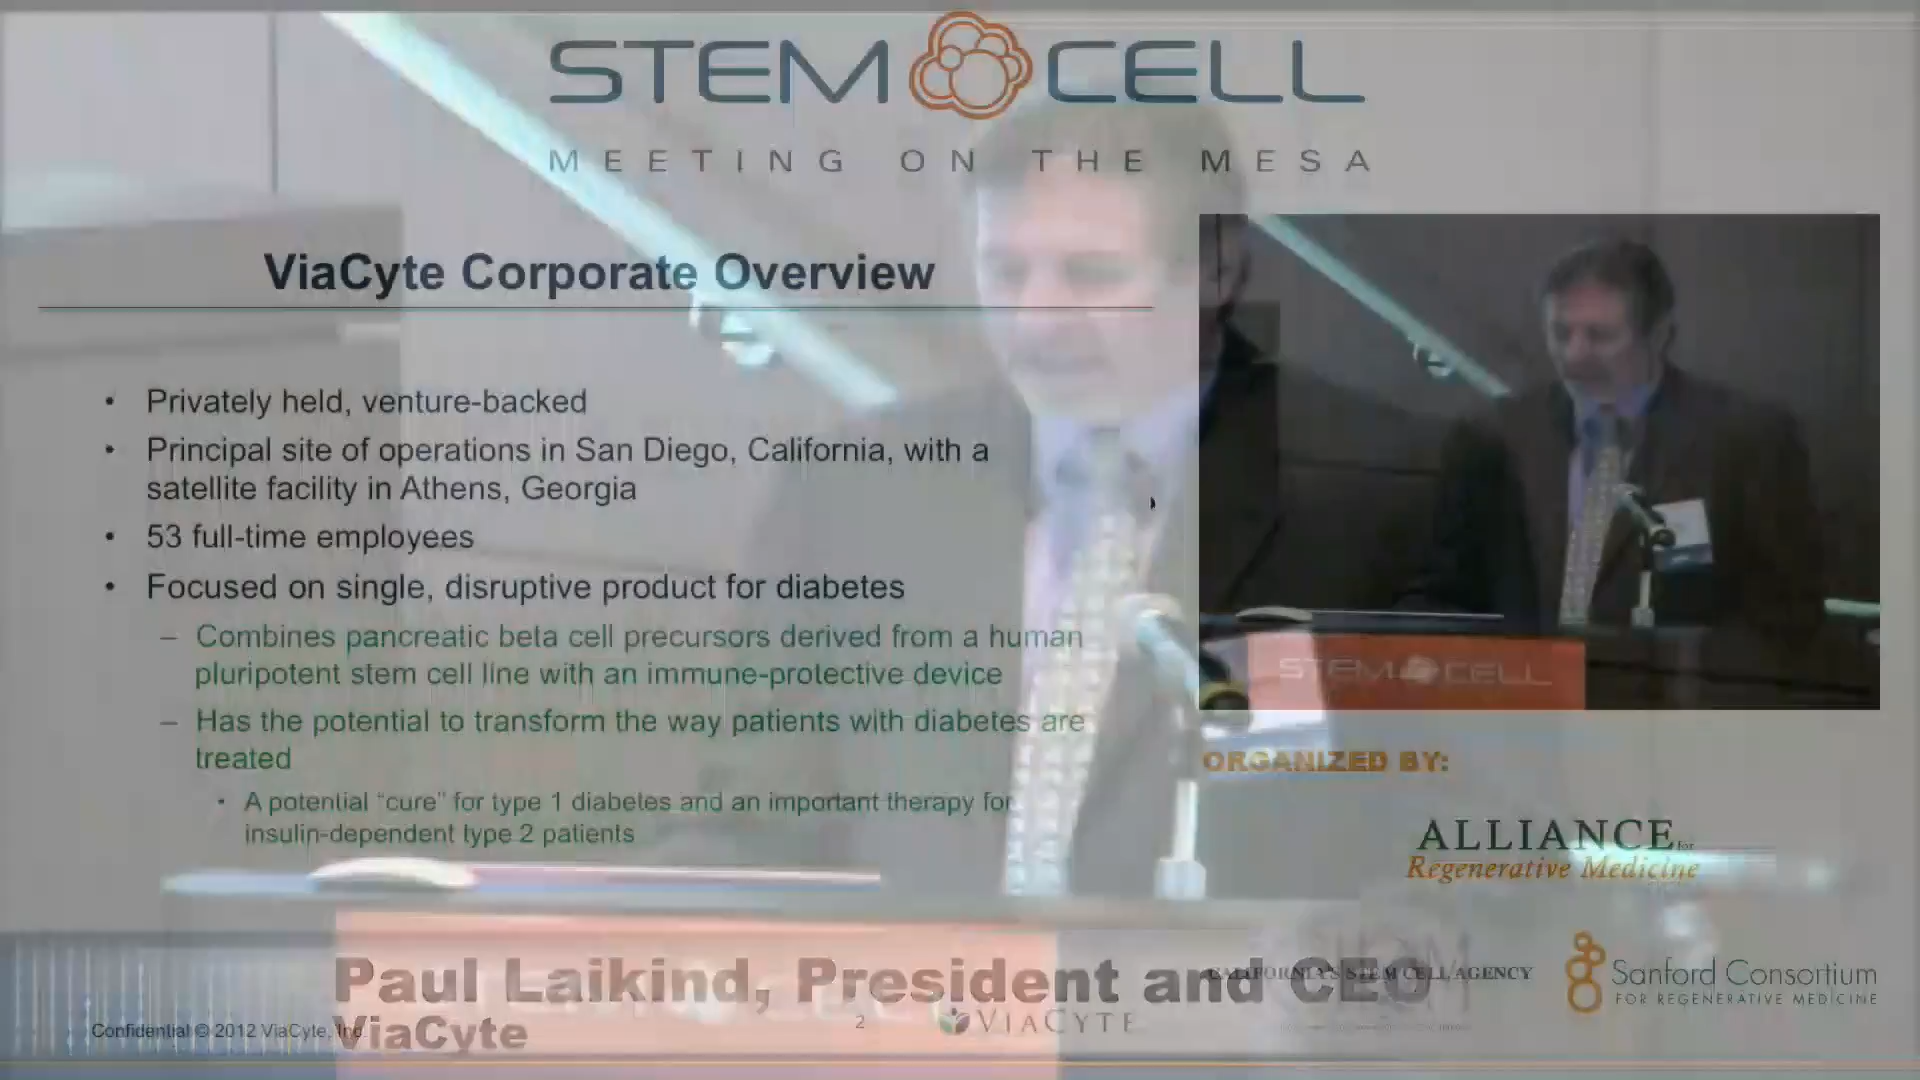 STEM CELL
MEETING ON THE MESA
ViaCyte Corporate Overview
• Privately held, venture-backed
• Principal site of operations in San Diego, California, with a
satellite facility in Athens, Georgia
• 53 full-time employees
• Focused on single, disruptive product for diabetes
– Combines pancreatic beta cell precursors derived from a human
pluripotent stem cell line with an immune-protective device
– Has the potential to transform the way patients with diabetes are
treated
• A potential “cure” for type 1 diabetes and an important therapy for
insulin-dependent type 2 patients
STEM CELL
ORGANIZED BY:
ALLIANCE for
Regenerative Medicine
CALIFORNIA'S STEM CELL AGENCY
Sanford Consortium
FOR REGENERATIVE MEDICINE
Paul Laikind, President and CEO
ViaCyte
Confidential © 2012 ViaCyte, Inc.
2
VIACYTE